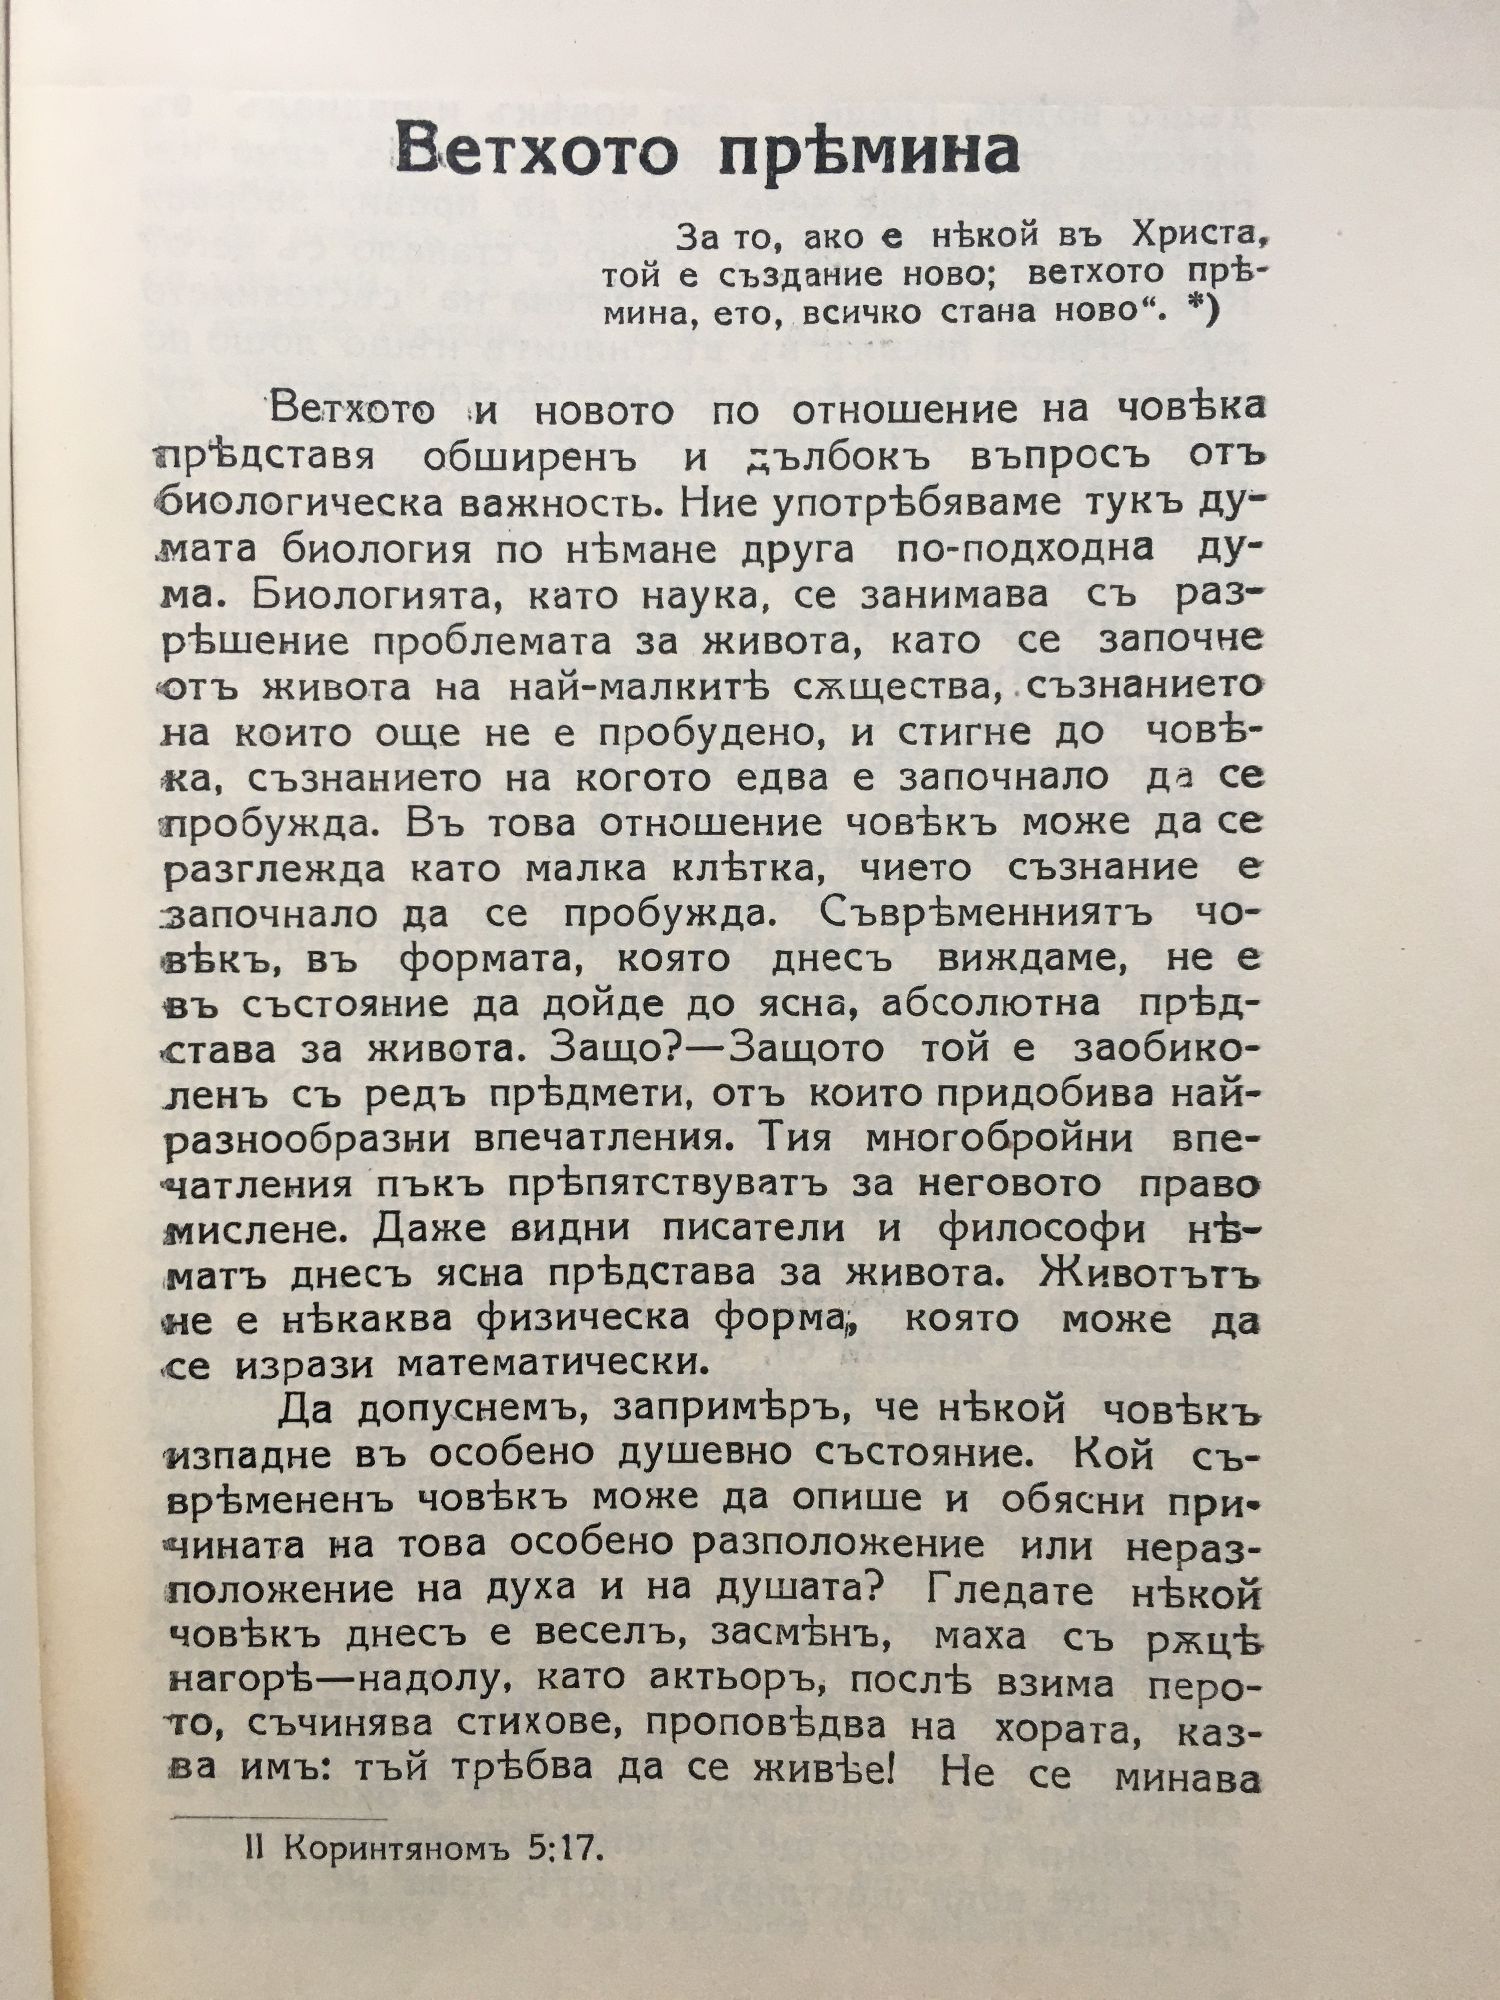 Ветхото прѣмина
За то, ако е нѣкой въ Христа,
той е създание ново; ветхото прѣ-
мина, ето, всичко стана ново“. *)
Ветхото и новото по отношение на човѣка
прѣдставя обширенъ и дълбокъ въпросъ отъ
биологическа важность. Ние употрѣбяваме тукъ ду-
мата биология по нѣмане друга по-подходна ду-
ма. Биологията, като наука, се занимава съ раз-
рѣшение проблемата за живота, като се започне
отъ живота на най-малкитѣ сѫщества, съзнанието
на които още не е пробудено, и стигне до човѣ-
ка, съзнанието на когото едва е започнало да се
пробужда. Въ това отношение човѣкъ може да се
разглежда като малка клѣтка, чието съзнание е
започнало да се пробужда. Съврѣменниятъ чо-
вѣкъ, въ формата, която днесъ виждаме, не е
въ състояние да дойде до ясна, абсолютна прѣд-
става за живота. Защо?—Защото той е заобико-
ленъ съ редъ прѣдмети, отъ които придобива най-
разнообразни впечатления. Тия многобройни впе-
чатления пъкъ прѣпятствуватъ за неговото право
мислене. Даже видни писатели и философи нѣ-
матъ днесъ ясна прѣдстава за живота. Животътъ
не е нѣкаква физическа форма, която може да
се изрази математически.
Да допуснемъ, запримѣръ, че нѣкой човѣкъ
изпадне въ особено душевно състояние. Кой съ-
врѣмененъ човѣкъ може да опише и обясни при-
чината на това особено разположение или нераз-
положение на духа и на душата? Гледате нѣкой
човѣкъ днесъ е веселъ, засмѣнъ, маха съ рѫцѣ
нагорѣ—надолу, като актьоръ, послѣ взима перо-
то, съчинява стихове, проповѣдва на хората, каз-
ва имъ: тъй трѣбва да се живѣе! Не се минава
II Коринтяномъ 5:17.